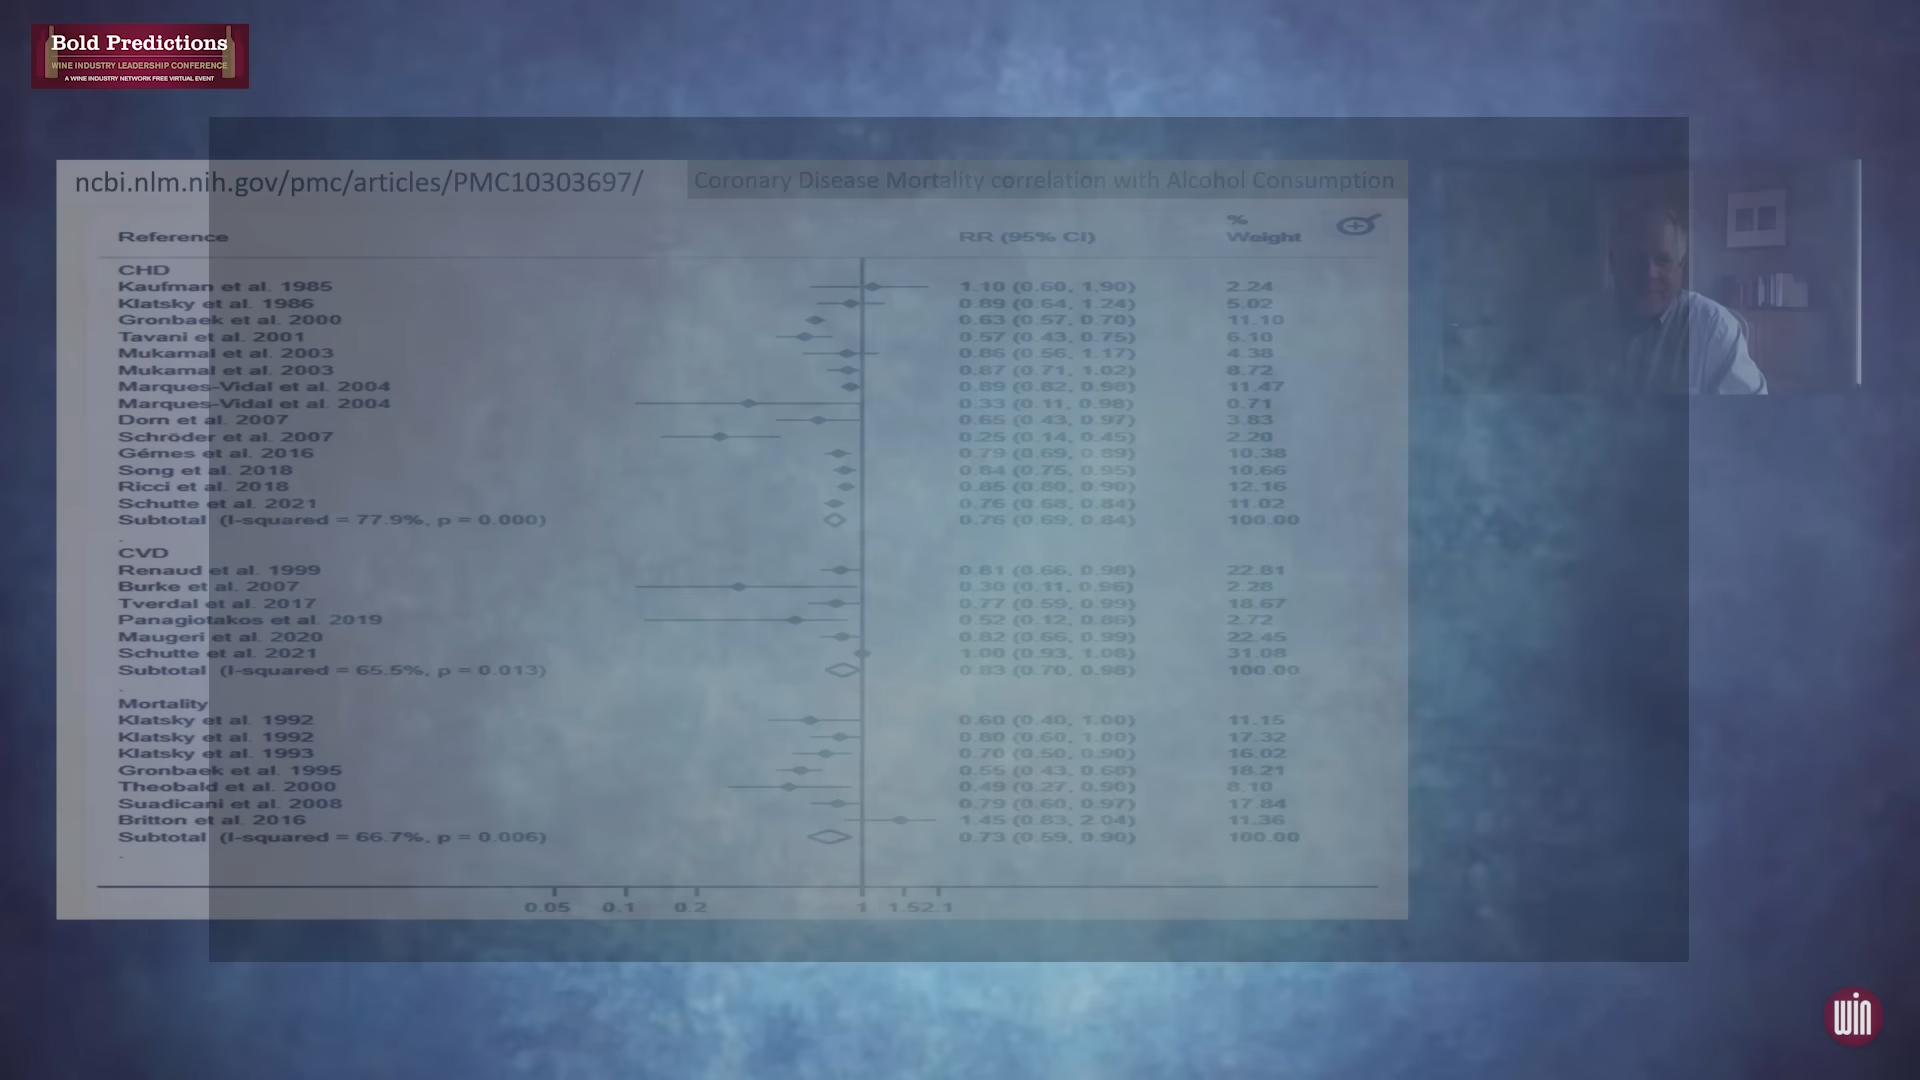 Bold Predictions
WINE INDUSTRY LEADERSHIP CONFERENCE
A WINE INDUSTRY NETWORK FREE VIRTUAL EVENT
ncbi.nlm.nih.gov/pmc/articles/PMC10303697/ Coronary Disease Mortality correlation with Alcohol Consumption
Reference RR (95% CI) % Weight
CHD
Kaufman et al. 1985 1.10 (0.60, 1.90) 2.24
Klatsky et al. 1986 0.89 (0.64, 1.24) 5.02
Gronbaek et al. 2000 0.63 (0.57, 0.70) 11.10
Tavani et al. 2001 0.57 (0.43, 0.75) 6.10
Mukamal et al. 2003 0.86 (0.56, 1.17) 4.38
Mukamal et al. 2003 0.87 (0.71, 1.02) 8.72
Marques-Vidal et al. 2004 0.89 (0.82, 0.98) 11.47
Marques-Vidal et al. 2004 0.33 (0.11, 0.98) 0.71
Dorn et al. 2007 0.65 (0.43, 0.97) 3.83
Schröder et al. 2007 0.25 (0.14, 0.45) 2.20
Gémes et al. 2016 0.79 (0.69, 0.89) 10.38
Song et al. 2018 0.84 (0.75, 0.95) 10.66
Ricci et al. 2018 0.85 (0.80, 0.90) 12.16
Schutte et al. 2021 0.76 (0.68, 0.84) 11.02
Subtotal (I-squared = 77.9%, p = 0.000) 0.76 (0.69, 0.84) 100.00
.
CVD
Renaud et al. 1999 0.81 (0.66, 0.98) 22.81
Burke et al. 2007 0.30 (0.11, 0.96) 2.28
Tverdal et al. 2017 0.77 (0.59, 0.99) 18.67
Panagiotakos et al. 2019 0.52 (0.12, 0.86) 2.72
Maugeri et al. 2020 0.82 (0.66, 0.99) 22.45
Schutte et al. 2021 1.00 (0.93, 1.08) 31.08
Subtotal (I-squared = 65.5%, p = 0.013) 0.83 (0.70, 0.98) 100.00
.
Mortality
Klatsky et al. 1992 0.60 (0.40, 1.00) 11.15
Klatsky et al. 1992 0.80 (0.60, 1.00) 17.32
Klatsky et al. 1993 0.70 (0.50, 0.90) 16.02
Gronbaek et al. 1995 0.55 (0.43, 0.68) 18.21
Theobald et al. 2000 0.49 (0.27, 0.90) 8.10
Suadicani et al. 2008 0.79 (0.60, 0.97) 17.84
Britton et al. 2016 1.45 (0.83, 2.04) 11.36
Subtotal (I-squared = 66.7%, p = 0.006) 0.73 (0.59, 0.90) 100.00
.
0.05 0.1 0.2 1 1.5 2.1
win